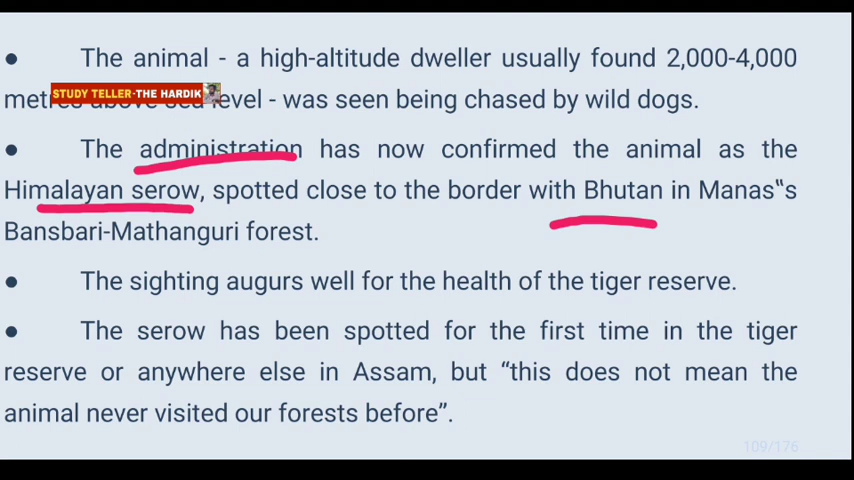 ● The animal - a high-altitude dweller usually found 2,000-4,000
metres above sea level - was seen being chased by wild dogs.
STUDY TELLER-THE HARDIK
● The administration has now confirmed the animal as the
Himalayan serow, spotted close to the border with Bhutan in Manas‟s
Bansbari-Mathanguri forest.
● The sighting augurs well for the health of the tiger reserve.
● The serow has been spotted for the first time in the tiger
reserve or anywhere else in Assam, but “this does not mean the
animal never visited our forests before”.
109/176